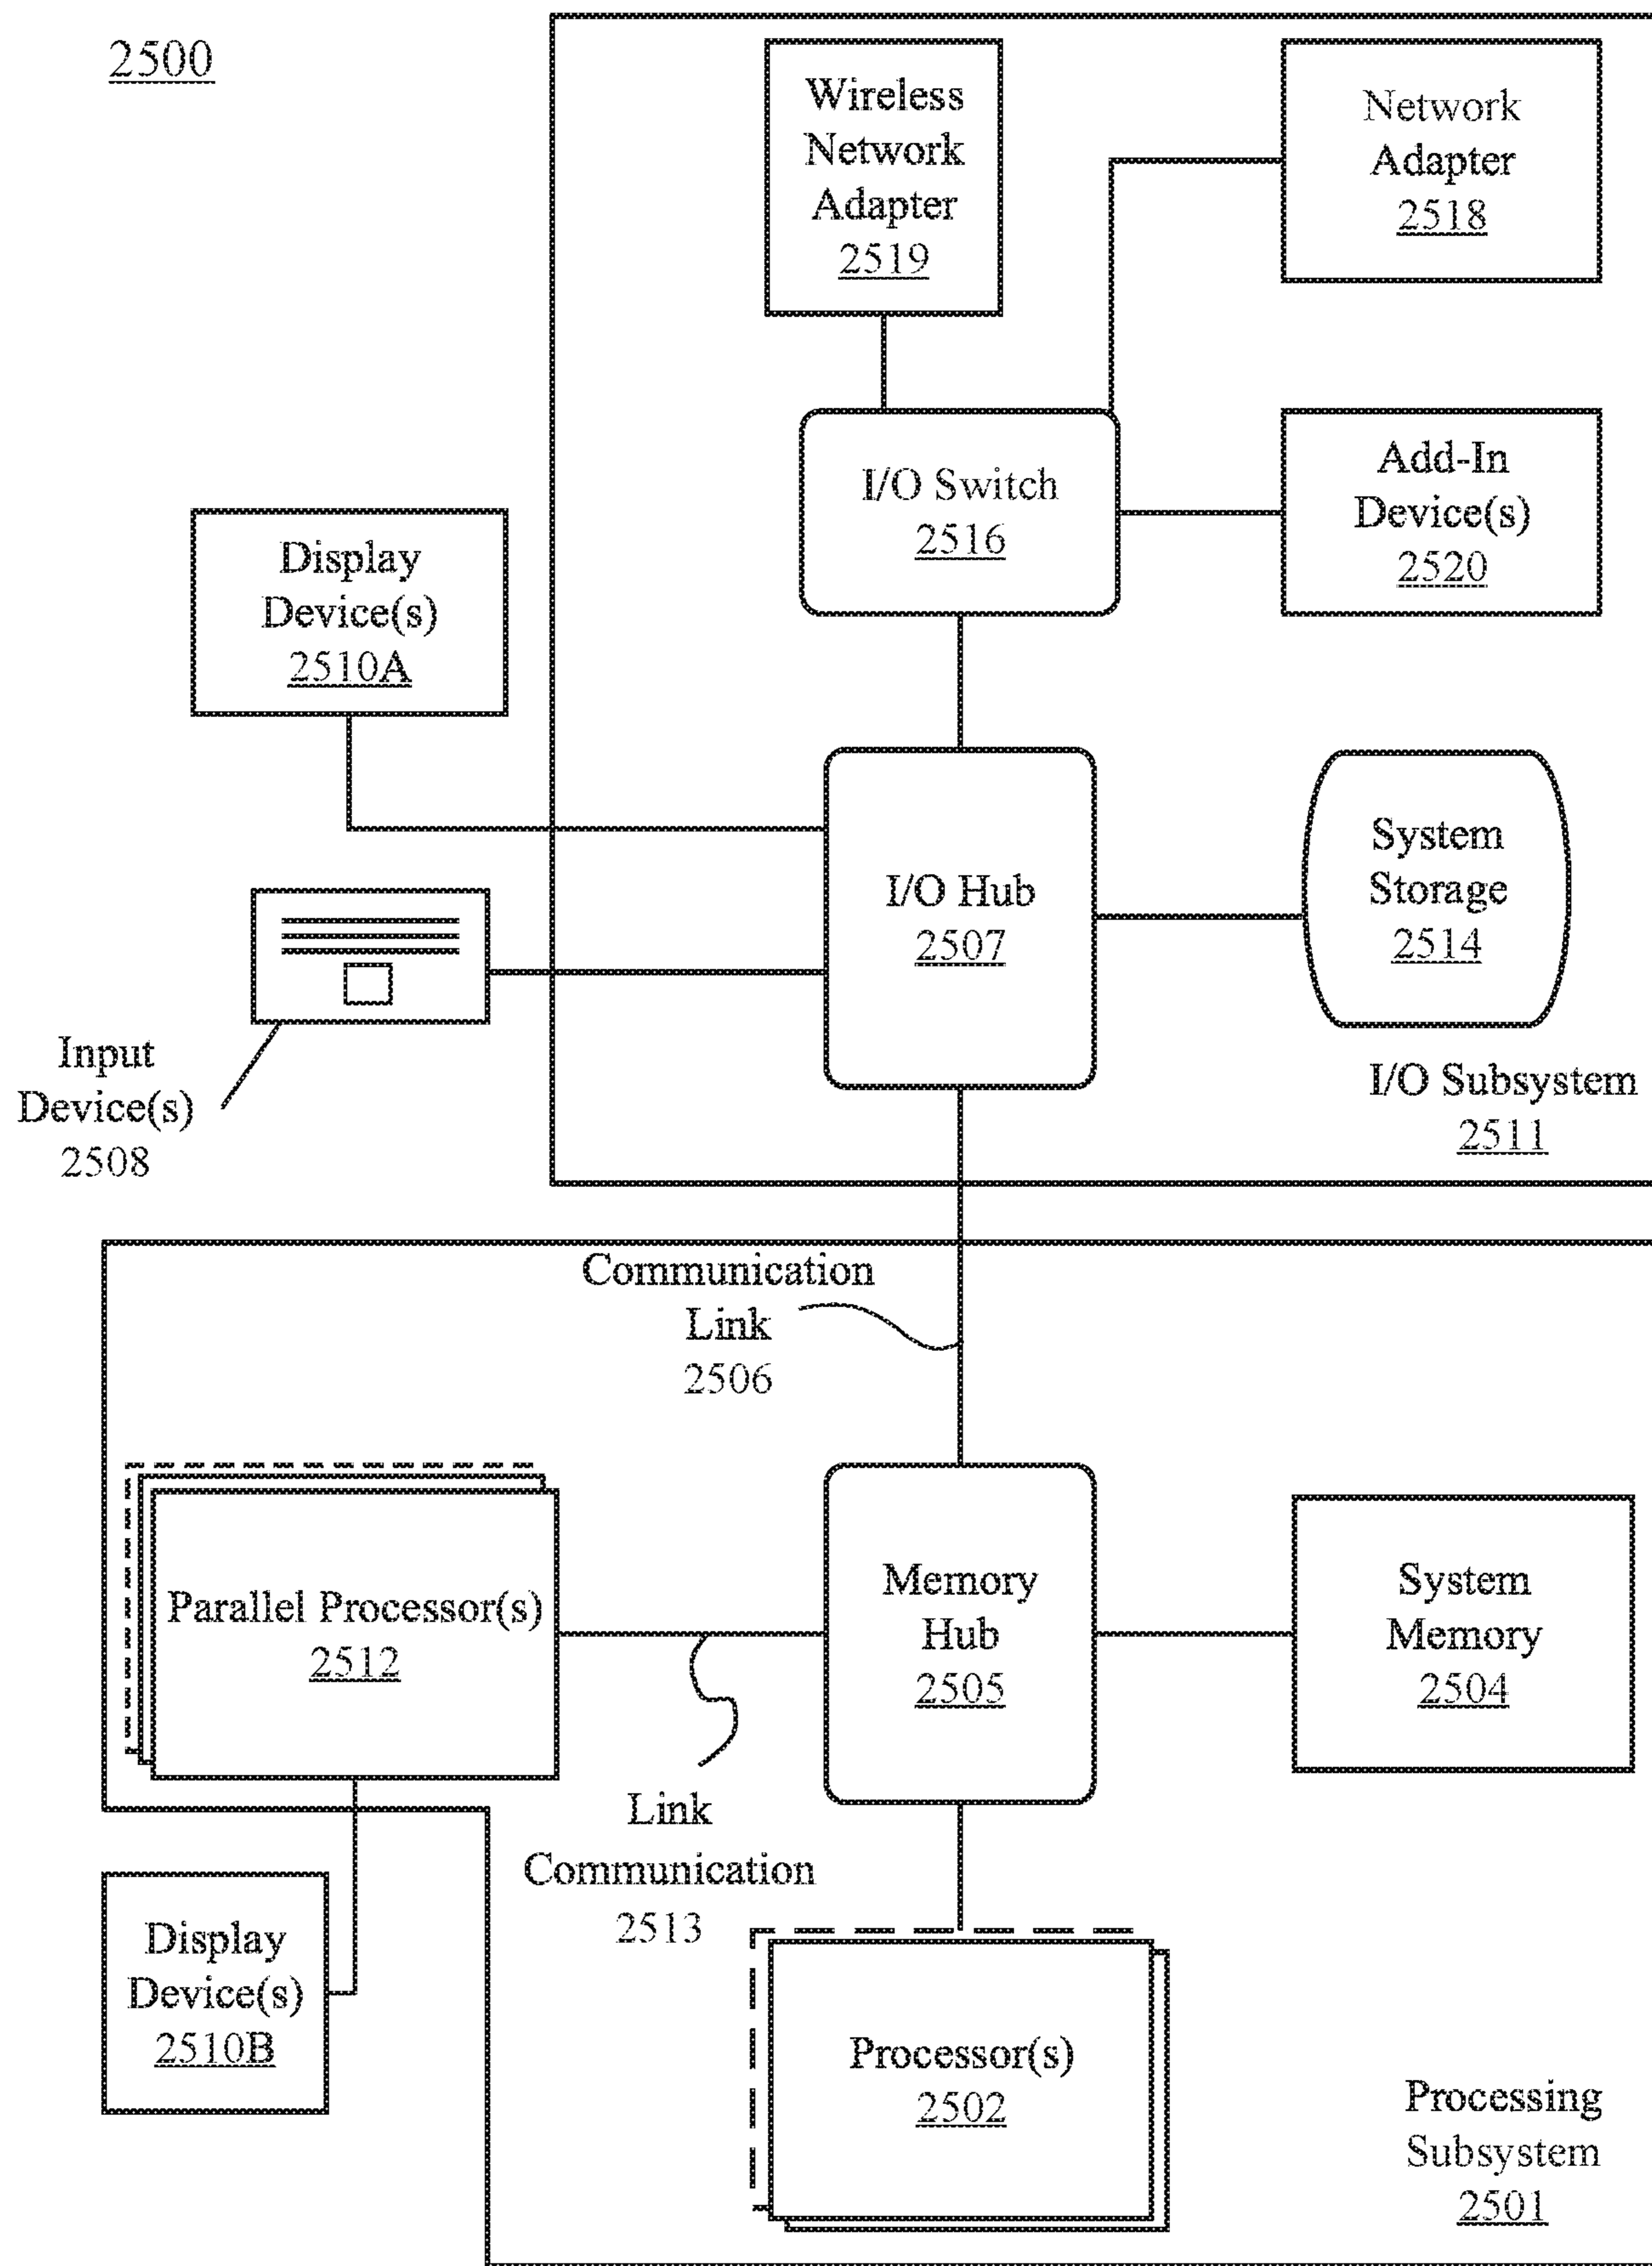 2500
Wireless
Network
Adapter
2519
Network
Adapter
2518
I/O Switch
2516
Add-In
Device(s)
2520
Display
Device(s)
2510A
I/O Hub
2507
System
Storage
2514
Input
Device(s)
2508
I/O Subsystem
2511
Communication
Link
2506
Parallel Processor(s)
2512
Memory
Hub
2505
System
Memory
2504
Link
Communication
2513
Display
Device(s)
2510B
Processor(s)
2502
Processing
Subsystem
2501